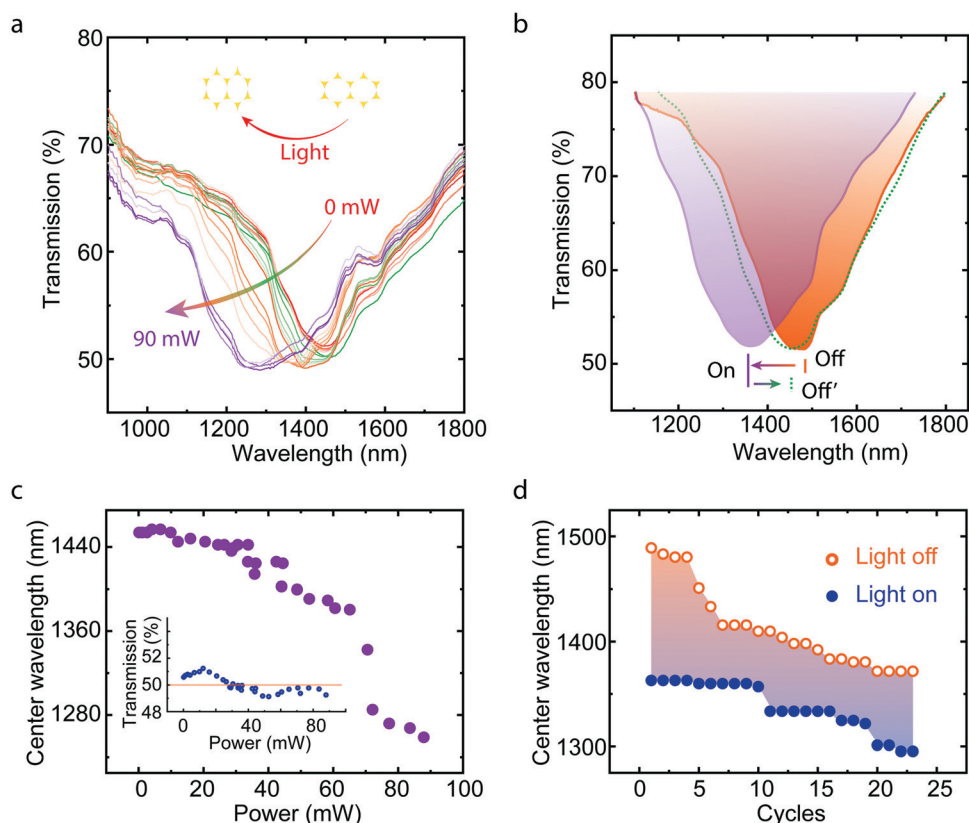 a
80
70
60
50
Transmission (%)
1000 1200 1400 1600 1800
Wavelength (nm)
Light
0 mW
90 mW
b
80
70
60
50
Transmission (%)
1200 1400 1600 1800
Wavelength (nm)
On
Off
Off’
c
1440
1360
1280
Center wavelength (nm)
0 20 40 60 80 100
Power (mW)
52
50
48
Transmission (%)
0 40 80
Power (mW)
d
1500
1400
1300
Center wavelength (nm)
0 5 10 15 20 25
Cycles
Light off
Light on